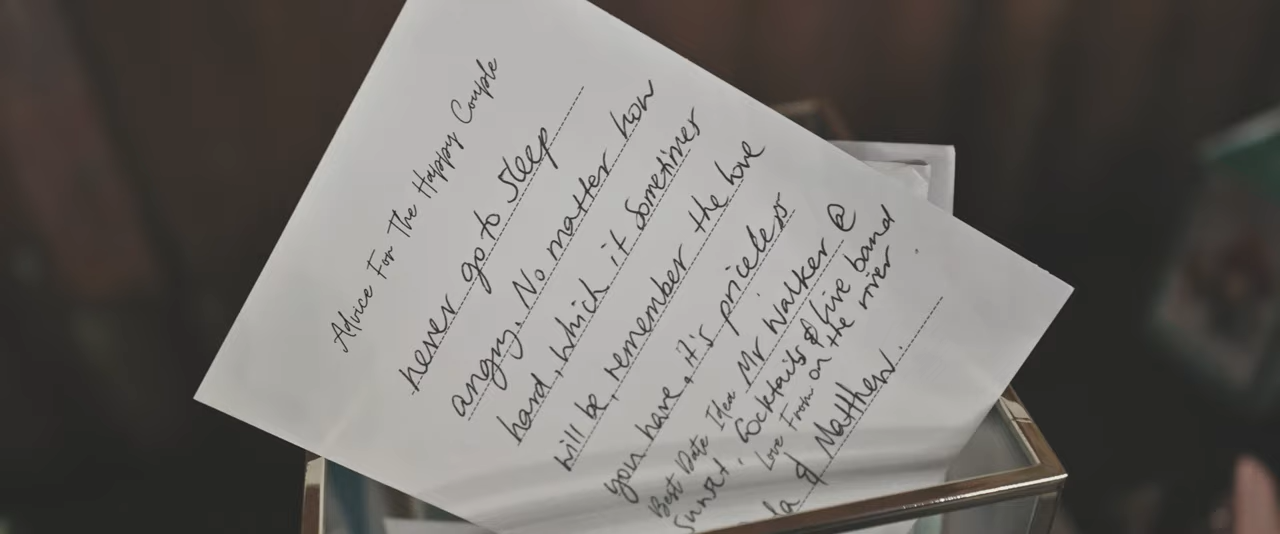 Advice For The Happy Couple
never go to sleep
angry. No matter how
hard, which it sometimes
will be, remember the love
you have, it's priceless
Best Date Idea Mr Walker @
sunset. Cocktails & live band
on the river.
Love From
& Matthew.